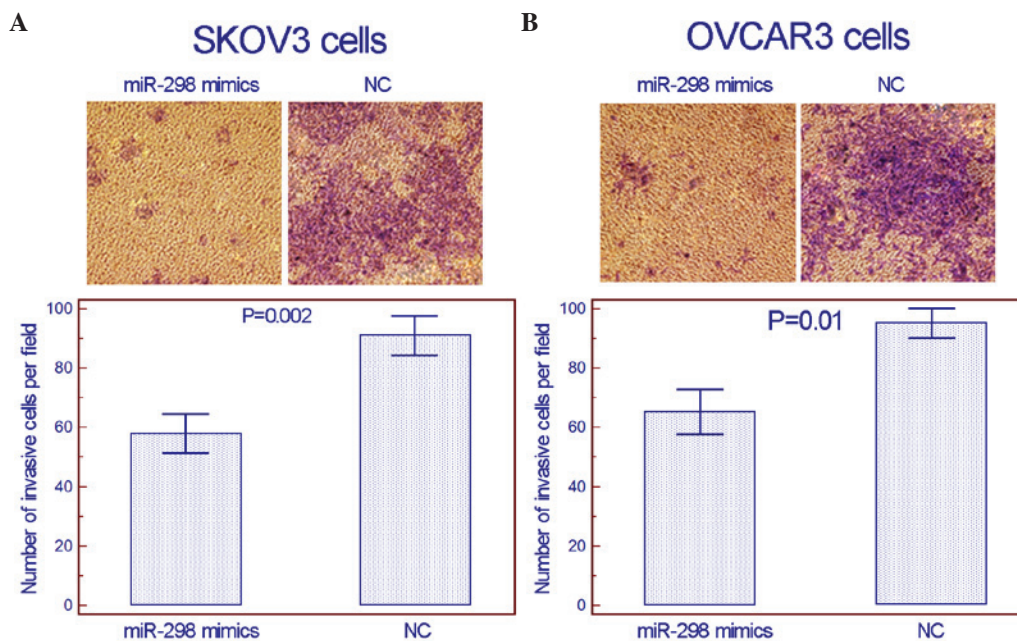 A
SKOV3 cells
miR-298 mimics NC
P=0.002
Number of invasive cells per field
100
80
60
40
20
0
miR-298 mimics NC
B
OVCAR3 cells
miR-298 mimics NC
P=0.01
Number of invasive cells per field
100
80
60
40
20
0
miR-298 mimics NC